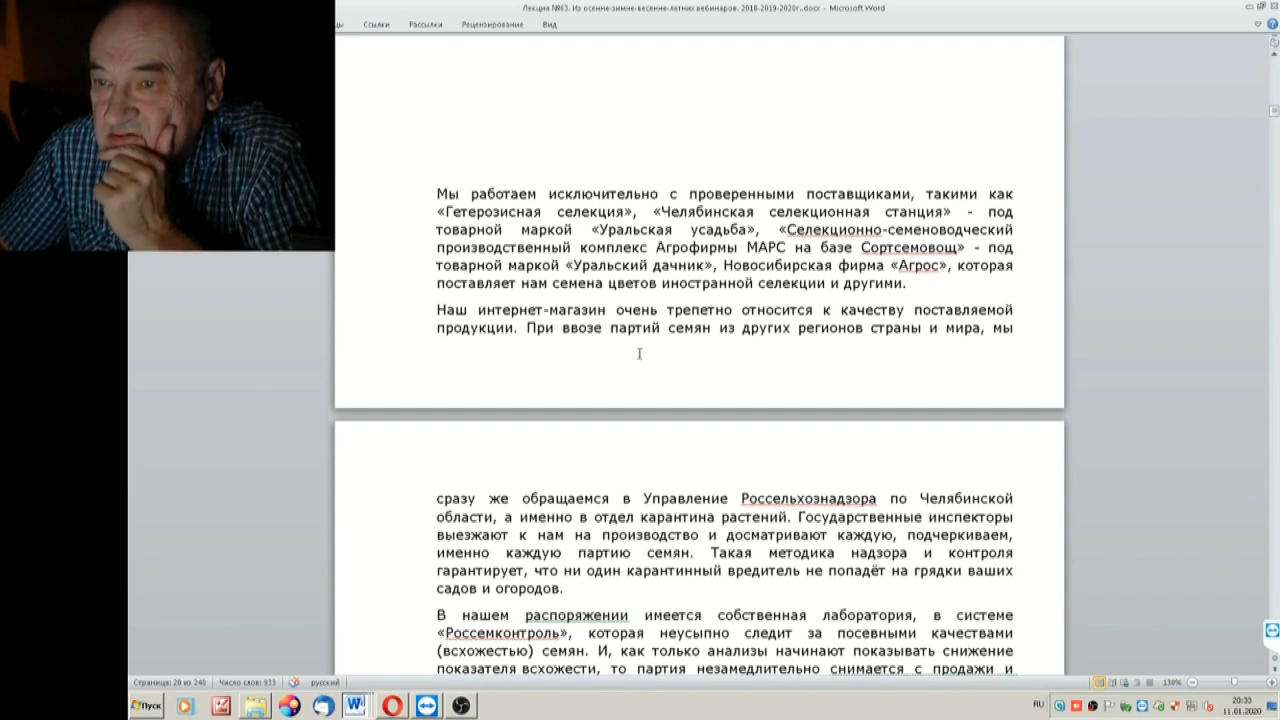 Лекция №63. Из осенне-зимне-весенне-летних вебинаров. 2018-2019-2020г..docx - Microsoft Word
Ссылки Рассылки Рецензирование Вид
Мы работаем исключительно с проверенными поставщиками, такими как
«Гетерозисная селекция», «Челябинская селекционная станция» - под
товарной маркой «Уральская усадьба», «Селекционно-семеноводческий
производственный комплекс Агрофирмы МАРС на базе Сортсемовощ» - под
товарной маркой «Уральский дачник», Новосибирская фирма «Агрос», которая
поставляет нам семена цветов иностранной селекции и другими.
Наш интернет-магазин очень трепетно относится к качеству поставляемой
продукции. При ввозе партий семян из других регионов страны и мира, мы
сразу же обращаемся в Управление Россельхознадзора по Челябинской
области, а именно в отдел карантина растений. Государственные инспекторы
выезжают к нам на производство и досматривают каждую, подчеркиваем,
именно каждую партию семян. Такая методика надзора и контроля
гарантирует, что ни один карантинный вредитель не попадёт на грядки ваших
садов и огородов.
В нашем распоряжении имеется собственная лаборатория, в системе
«Россемконтроль», которая неусыпно следит за посевными качествами
(всхожестью) семян. И, как только анализы начинают показывать снижение
показателя всхожести, то партия незамедлительно снимается с продажи и
Страница: 20 из 240 Число слов: 933 русский 130%
Пуск RU 20:33
11.01.2020